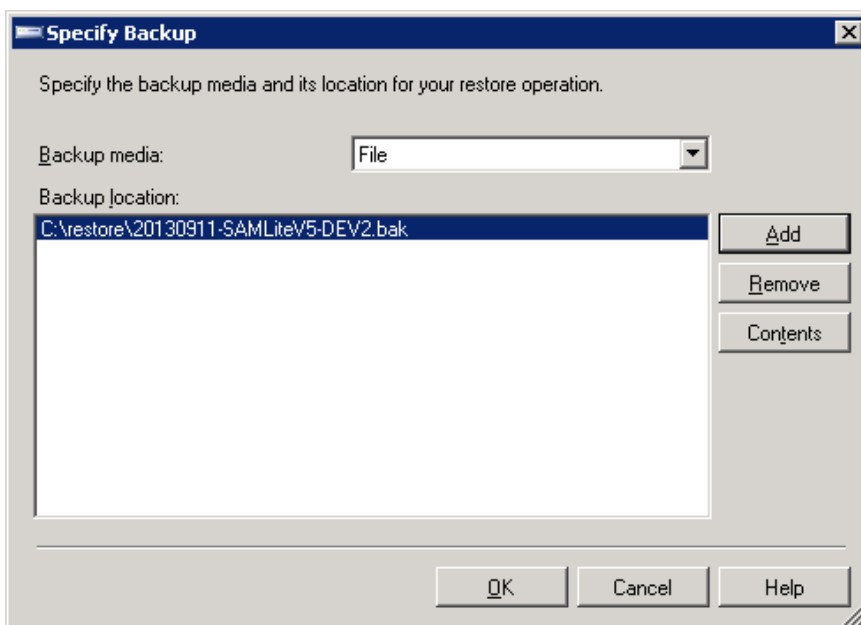 Specify Backup
Specify the backup media and its location for your restore operation.
Backup media: File
Backup location:
C:\restore\20130911-SAMLiteV5-DEV2.bak
Add
Remove
Contents
OK Cancel Help